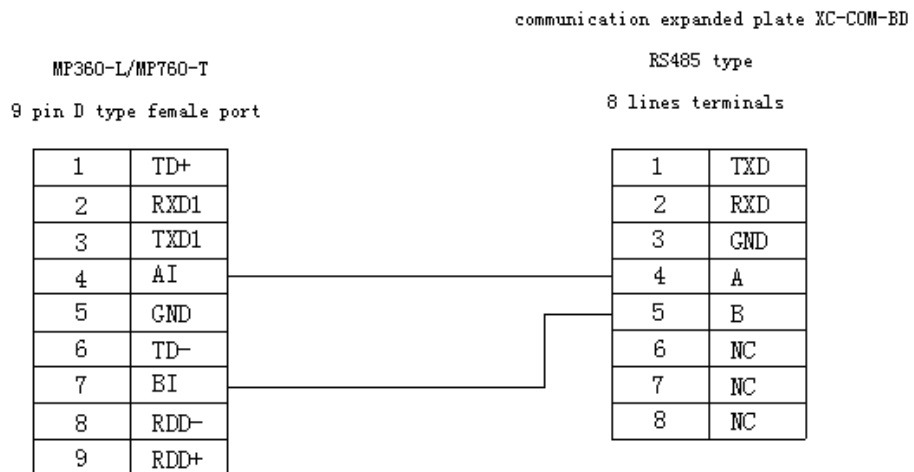 communication expanded plate XC-COM-BD
MP360-L/MP760-T
RS485 type
9 pin D type female port
8 lines terminals
1 TD+
2 RXD1
3 TXD1
4 AI
5 GND
6 TD-
7 BI
8 RDD-
9 RDD+
1 TXD
2 RXD
3 GND
4 A
5 B
6 NC
7 NC
8 NC